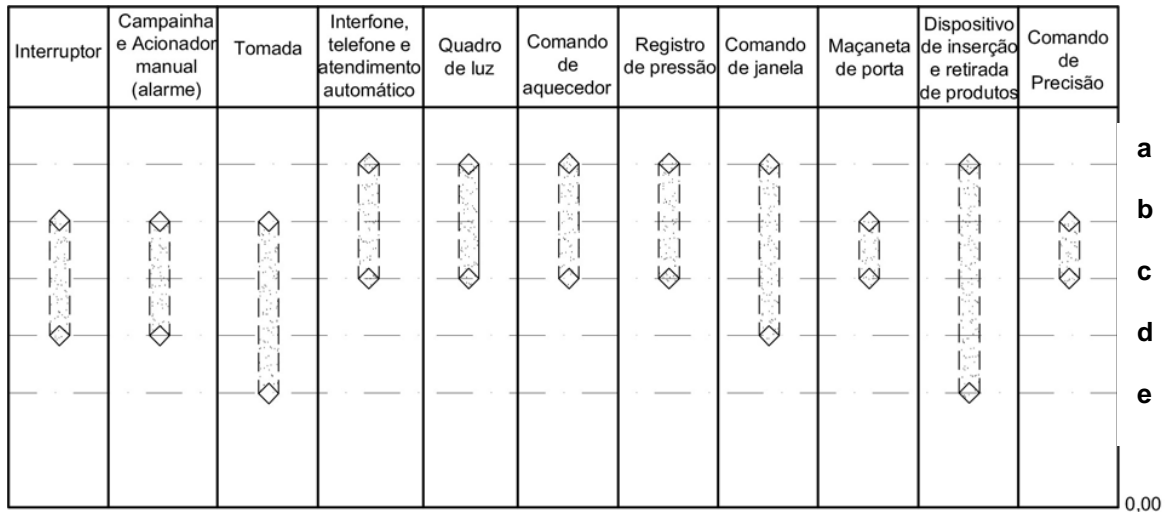 Interruptor
Campainha
e Acionador
manual
(alarme)
Tomada
Interfone,
telefone e
atendimento
automático
Quadro
de luz
Comando
de
aquecedor
Registro
de pressão
Comando
de janela
Maçaneta
de porta
Dispositivo
de inserção
e retirada
de produtos
Comando
de
Precisão
a
b
c
d
e
0,00